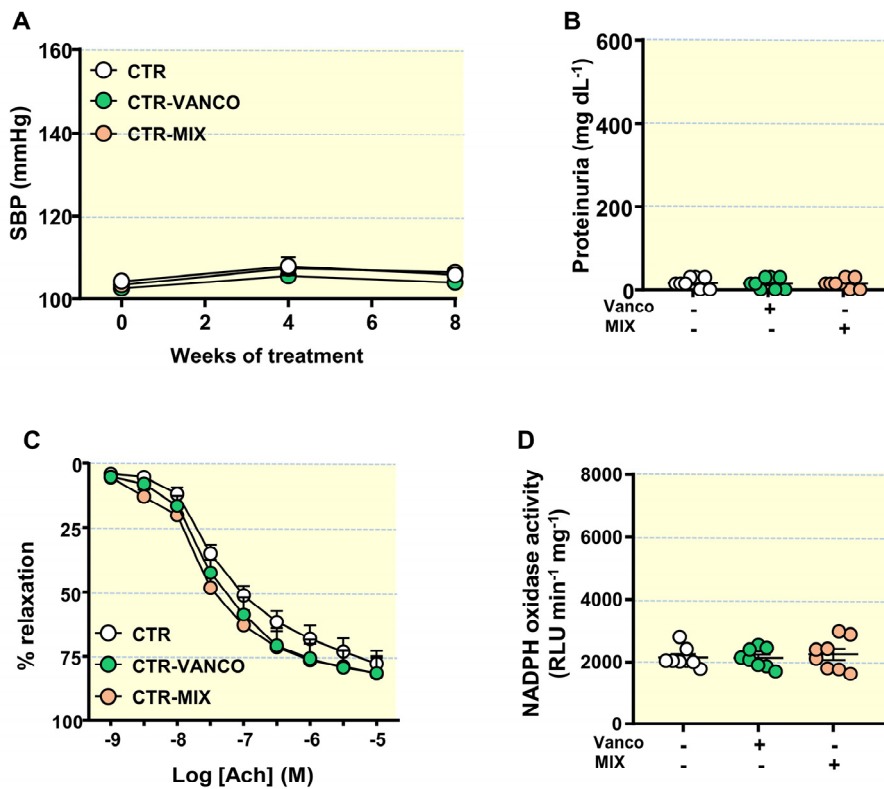 A
160
140
120
100
SBP (mmHg)
CTR
CTR-VANCO
CTR-MIX
0 2 4 6 8
Weeks of treatment
B
600
400
200
0
Proteinuria (mg dL⁻¹)
Vanco - + -
MIX - - +
C
0
25
50
75
100
% relaxation
CTR
CTR-VANCO
CTR-MIX
-9 -8 -7 -6 -5
Log [Ach] (M)
D
8000
6000
4000
2000
0
NADPH oxidase activity
(RLU min⁻¹ mg⁻¹)
Vanco - + -
MIX - - +